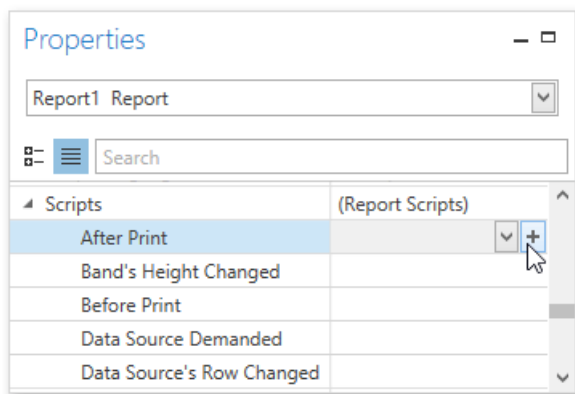 Properties
Report1 Report
Search
Scripts (Report Scripts)
After Print
Band's Height Changed
Before Print
Data Source Demanded
Data Source's Row Changed